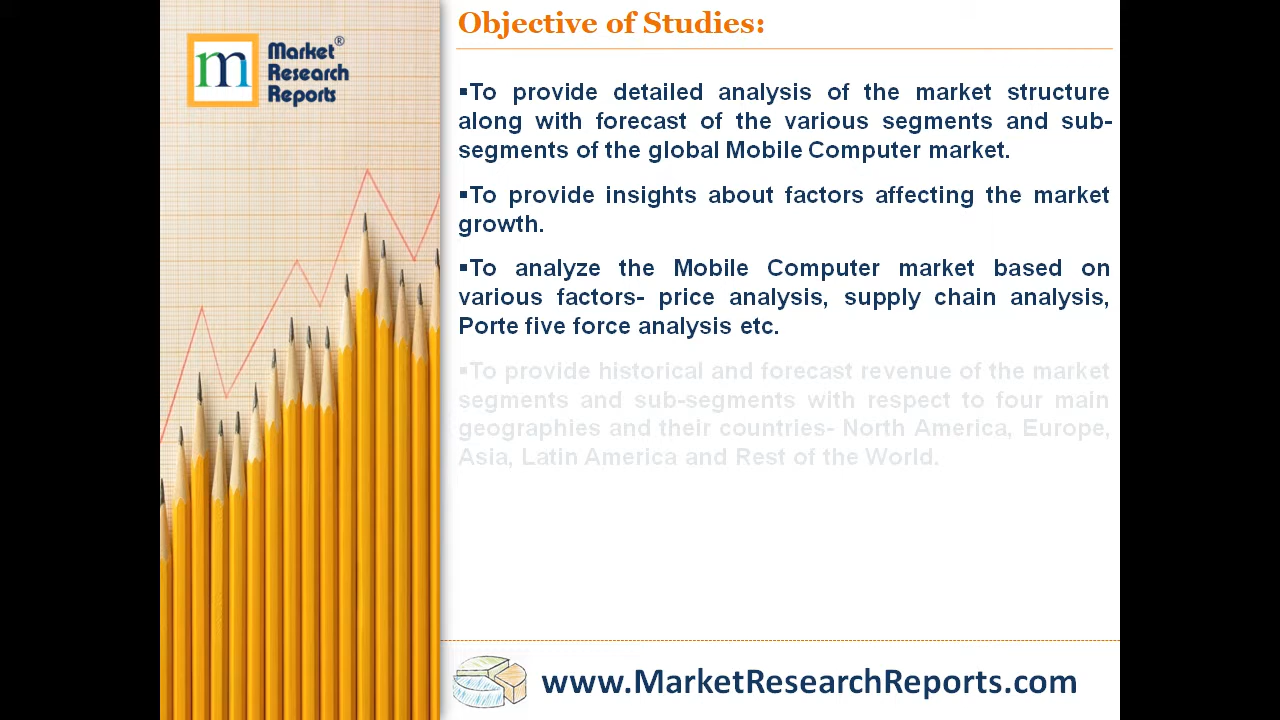 Objective of Studies:
Market®
Research
Reports
▪To provide detailed analysis of the market structure
along with forecast of the various segments and sub-
segments of the global Mobile Computer market.
▪To provide insights about factors affecting the market
growth.
▪To analyze the Mobile Computer market based on
various factors- price analysis, supply chain analysis,
Porte five force analysis etc.
▪To provide historical and forecast revenue of the market
segments and sub-segments with respect to four main
geographies and their countries- North America, Europe,
Asia, Latin America and Rest of the World.
www.MarketResearchReports.com